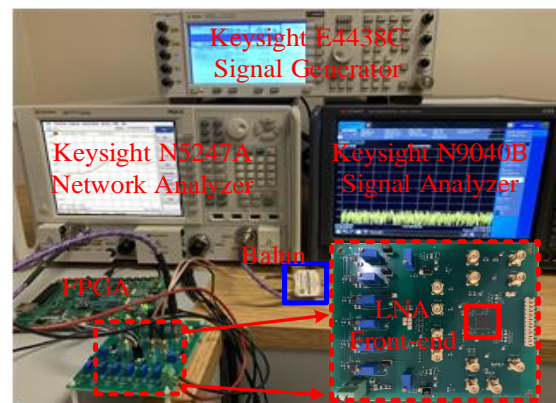 Keysight E4438C
Signal Generator
Keysight N5247A
Network Analyzer
Keysight N9040B
Signal Analyzer
Balun
FPGA
LNA
Front-end